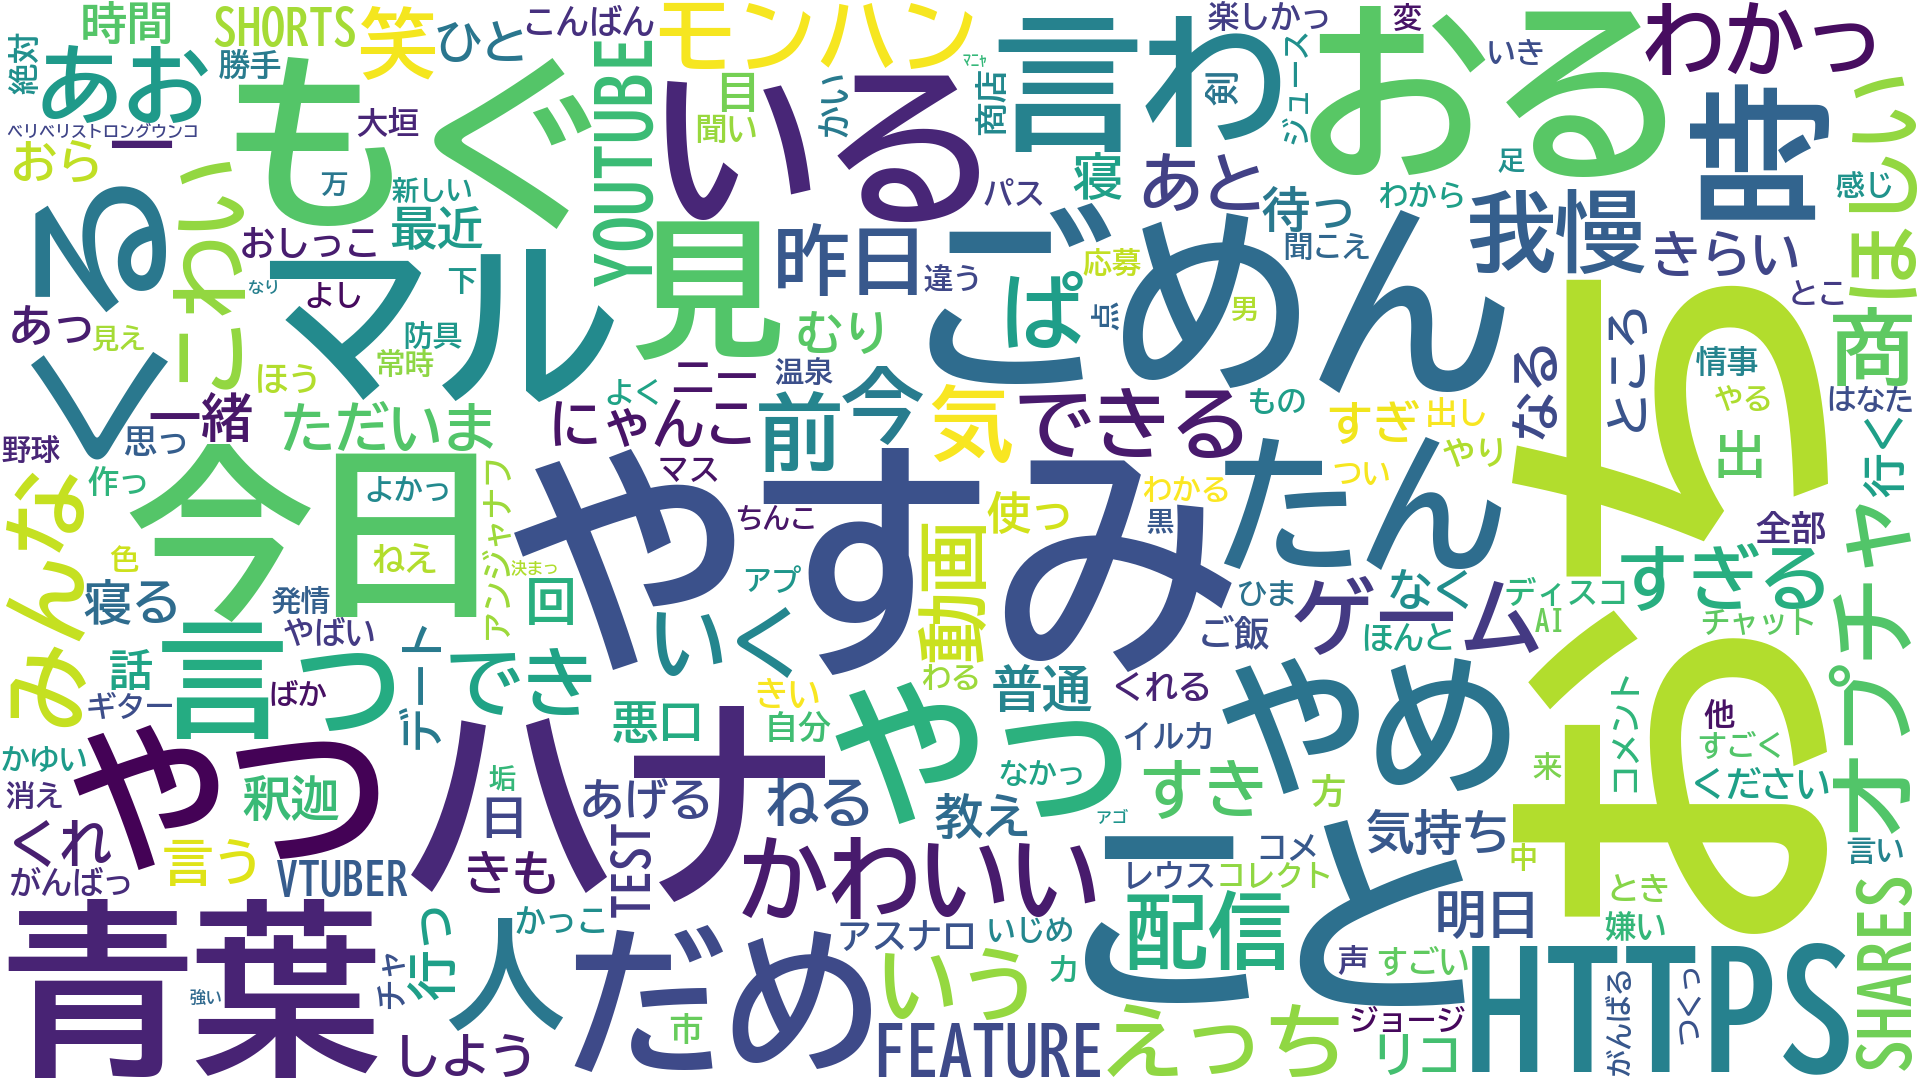 時間
SHORTS
笑
ひと
こんばん
モンハン
言わ
おる
楽しかっ
変
わかっ
絶対
あお
勝手
もぐ
YOUTUBE
いる
目
聞い
かい
マニャ
商店
剣
ジュース
いき
時
ほしい
ベリベリストロングウンコ
おら
ー
大垣
万
新しい
最近
おしっこ
寝
あと
パス
待つ
わから
足
我慢
感じ
くる
こわい
マル
見
昨日
ごめん
ぱ
違う
応募
聞こえ
きらい
とこ
おち
あっ
見え
なり
よし
下
防具
常時
むり
点
男
なる
ところ
情事
商
ほう
よく
ニー
温泉
今
もの
やる
はなた
一緒
ただいま
にゃんこ
前
気
できる
すぎ
出し
野球
思っ
作っ
今日
よかっ
アンジャナフ
マス
やすみ
たん
わかる
つい
やり
出
行く
みんな
ねえ
決まっ
ちんこ
使っ
黒
全部
色
寝る
発情
回
アプ
動画
ひま
ゲーム
なく
ディスコ
AI
すぎる
チャット
オプチャ
言っ
やばい
いく
ご飯
ほんと
話
ばか
デート
でき
わる
普通
くれる
やめ
コメント
他
すごく
ギター
悪口
きい
自分
やっ
イルカ
かゆい
やつ
ハナ
垢
なかっ
すき
方
来
ください
消え
釈迦
日
あげる
ねる
教え
アゴ
こと
コメ
気持ち
中
言い
くれ
がんばっ
言う
VTUBER
きも
TEST
かわいい
レウス
コレクト
とき
嫌い
SHARES
青葉
チャ
行っ
人
かっこ
だめ
アスナロ
いじめ
配信
明日
HTTPS
強い
しよう
市
いう
力
声
すごい
がんばる
つくっ
FEATURE
えっち
ジョージ
リコ